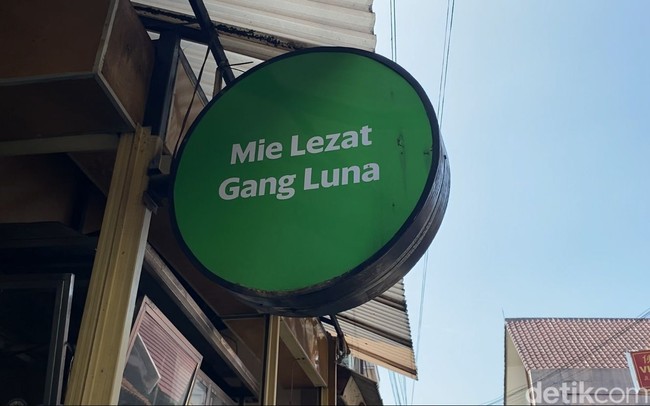 Mie Lezat
Gang Luna
detikcom